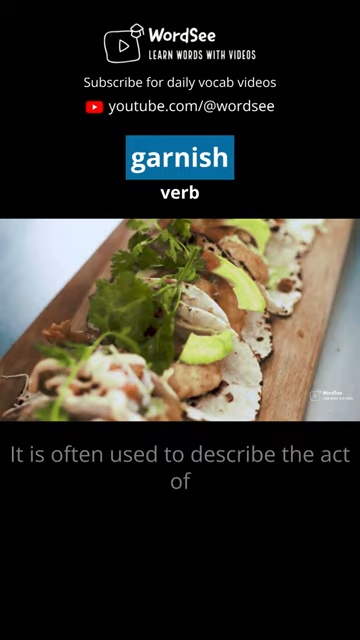 WordSee
LEARN WORDS WITH VIDEOS
Subscribe for daily vocab videos
youtube.com/@wordsee
garnish
verb
WordSee
It is often used to describe the act
of